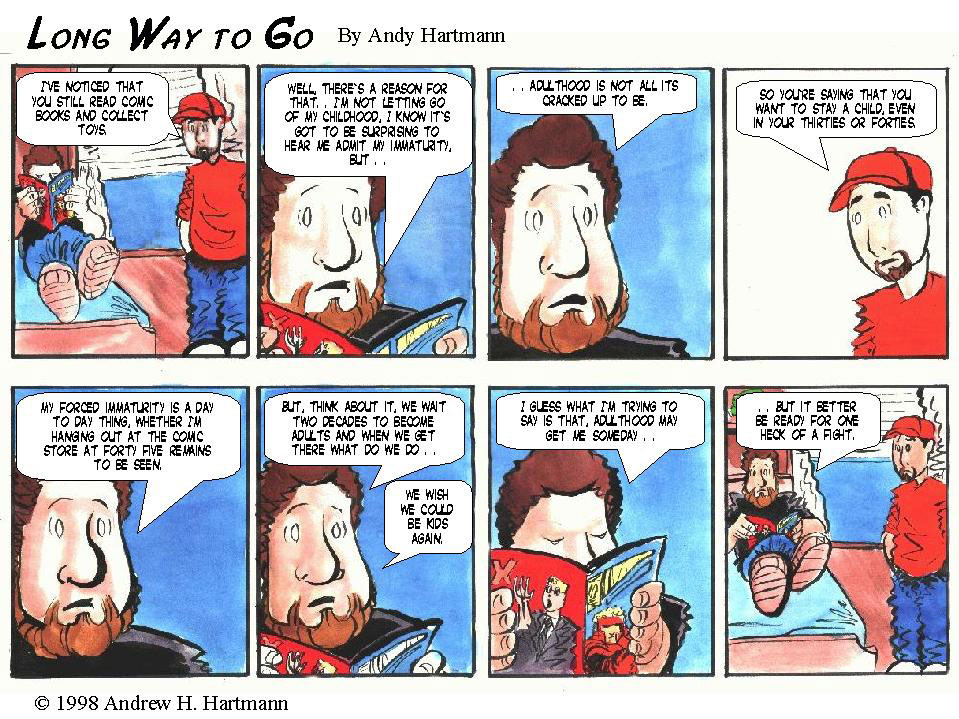 LONG WAY TO GO By Andy Hartmann
I'VE NOTICED THAT
YOU STILL READ COMIC
BOOKS AND COLLECT
TOYS.
WELL, THERE'S A REASON FOR
THAT. . I'M NOT LETTING GO
OF MY CHILDHOOD, I KNOW IT'S
GOT TO BE SURPRISING TO
HEAR ME ADMIT MY IMMATURITY,
BUT . .
. . ADULTHOOD IS NOT ALL ITS
CRACKED UP TO BE.
SO YOU'RE SAYING THAT YOU
WANT TO STAY A CHILD, EVEN
IN YOUR THIRTIES OR FORTIES.
MY FORCED IMMATURITY IS A DAY
TO DAY THING, WHETHER I'M
HANGING OUT AT THE COMIC
STORE AT FORTY FIVE REMAINS
TO BE SEEN.
BUT, THINK ABOUT IT, WE WAIT
TWO DECADES TO BECOME
ADULTS AND WHEN WE GET
THERE WHAT DO WE DO . .
WE WISH
WE COULD
BE KIDS
AGAIN.
I GUESS WHAT I'M TRYING TO
SAY IS THAT, ADULTHOOD MAY
GET ME SOMEDAY . .
X
. . BUT IT BETTER
BE READY FOR ONE
HECK OF A FIGHT.
© 1998 Andrew H. Hartmann